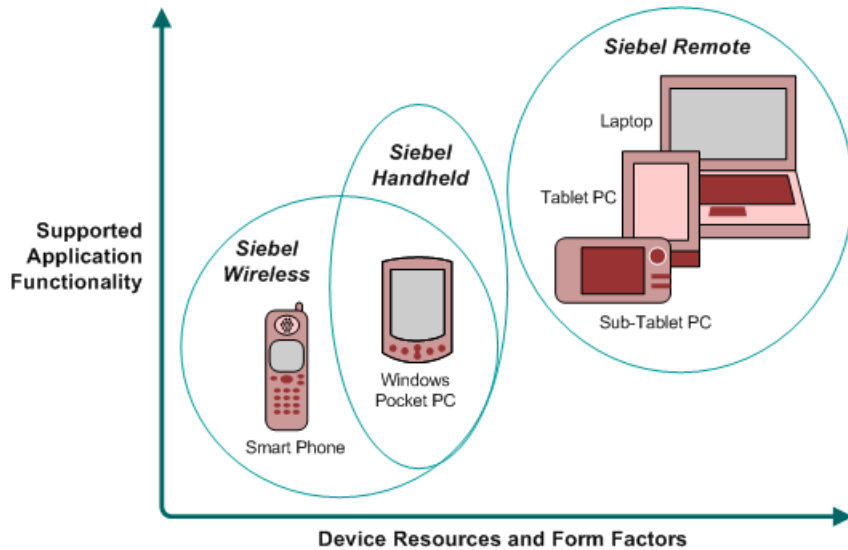 Siebel Remote
Laptop
Siebel
Handheld
Tablet PC
Supported
Application
Functionality
Siebel
Wireless
Sub-Tablet PC
Windows
Pocket PC
Smart Phone
Device Resources and Form Factors